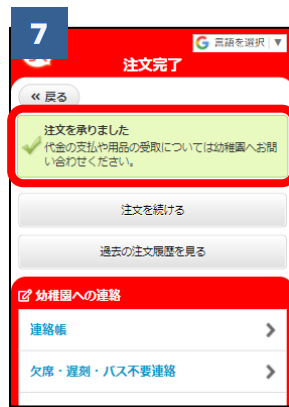 7
G 言語を選択 ▼
注文完了
≪ 戻る
注文を承りました
代金の支払や用品の受取については幼稚園へお問
い合わせください。
注文を続ける
過去の注文履歴を見る
幼稚園への連絡
連絡帳
欠席・遅刻・バス不要連絡